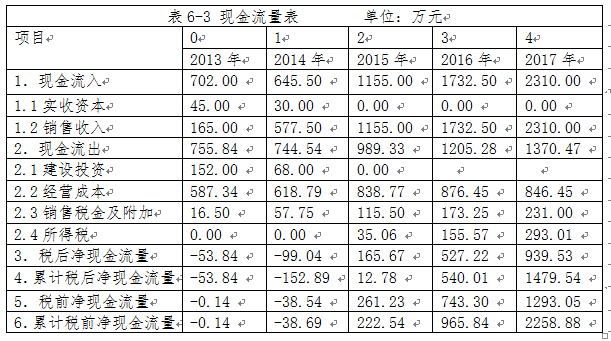 表 6-3 现金流量表 单位：万元
项目 0 1 2 3 4
2013 年 2014 年 2015 年 2016 年 2017 年
1. 现金流入 702.00 645.50 1155.00 1732.50 2310.00
1.1 实收资本 45.00 30.00 0.00 0.00 0.00
1.2 销售收入 165.00 577.50 1155.00 1732.50 2310.00
2. 现金流出 755.84 744.54 989.33 1205.28 1370.47
2.1 建设投资 152.00 68.00 0.00
2.2 经营成本 587.34 618.79 838.77 876.45 846.45
2.3 销售税金及附加 16.50 57.75 115.50 173.25 231.00
2.4 所得税 0.00 0.00 35.06 155.57 293.01
3. 税后净现金流量 -53.84 -99.04 165.67 527.22 939.53
4.累计税后净现金流量 -53.84 -152.89 12.78 540.01 1479.54
5. 税前净现金流量 -0.14 -38.54 261.23 743.30 1293.05
6.累计税前净现金流量 -0.14 -38.69 222.54 965.84 2258.88